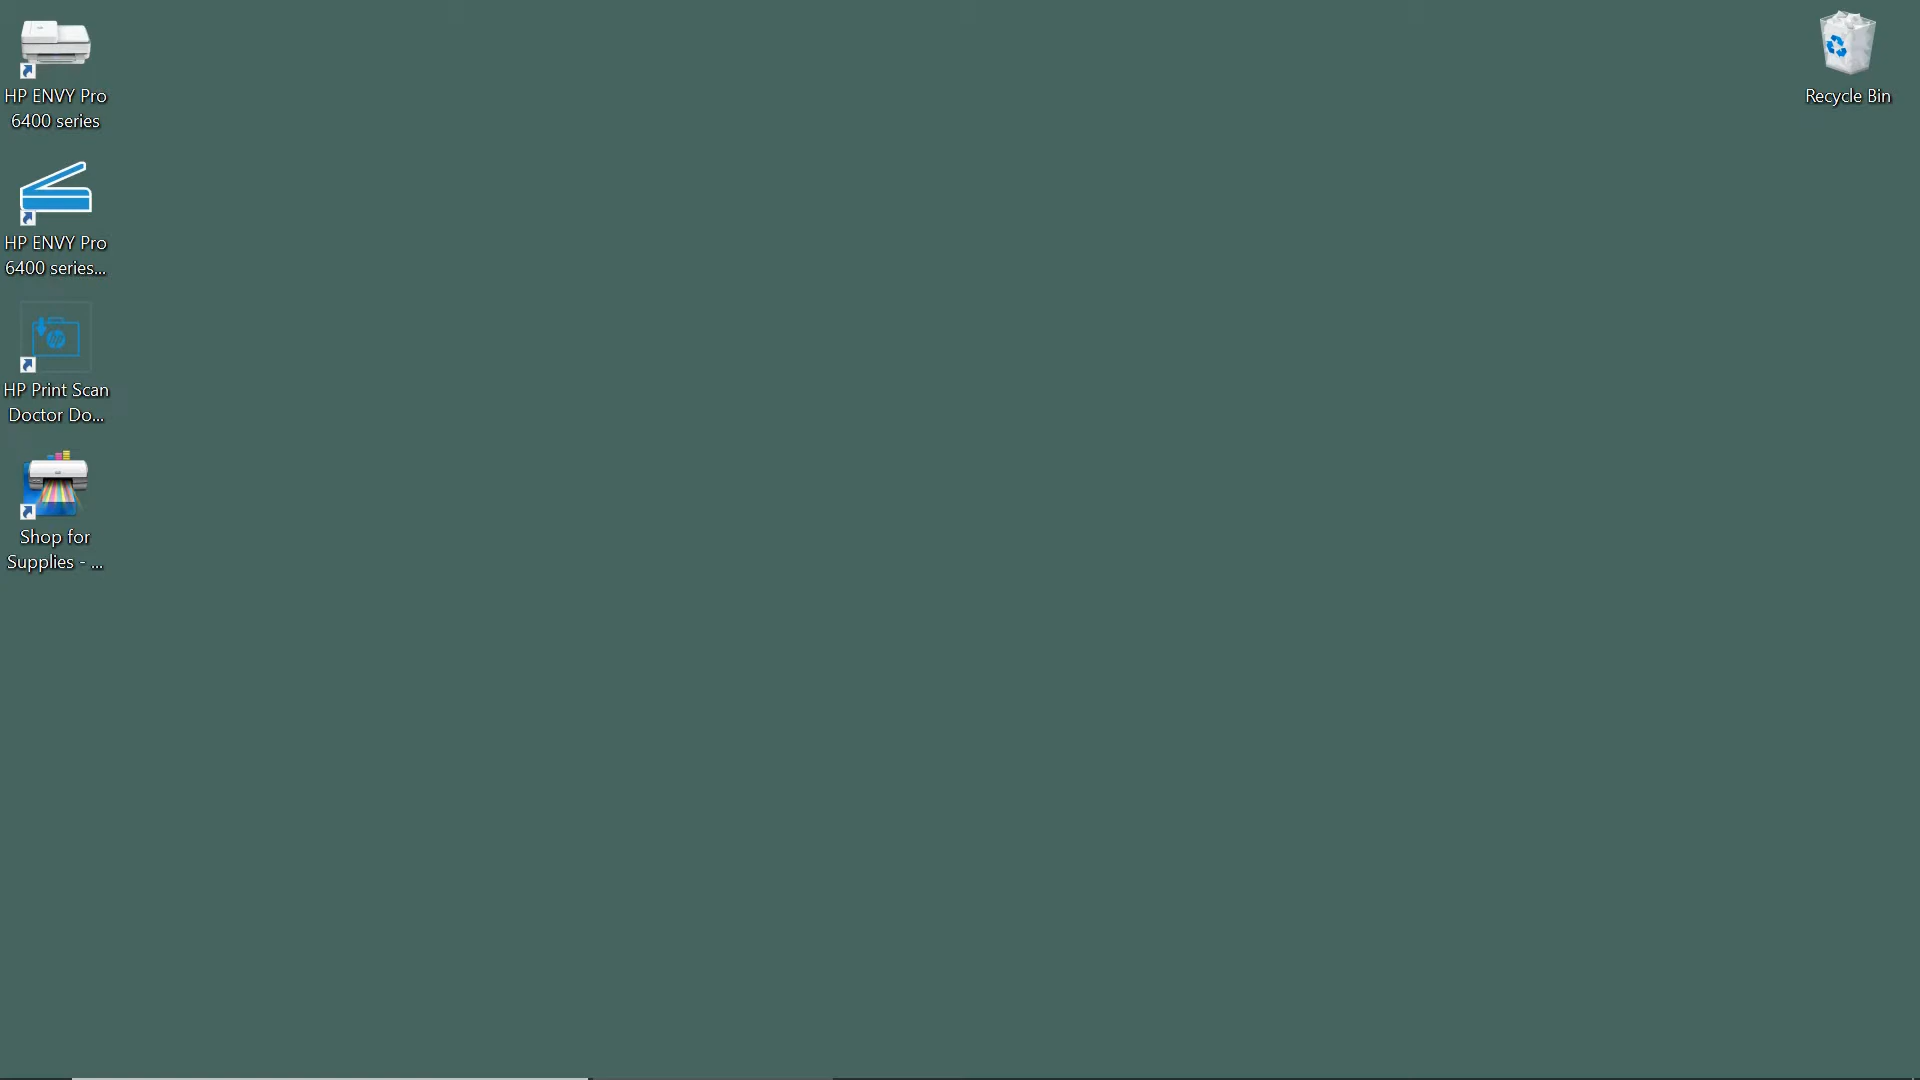 HP ENVY Pro
6400 series
HP ENVY Pro
6400 series...
HP Print Scan
Doctor Do...
Shop for
Supplies - ...
Recycle Bin